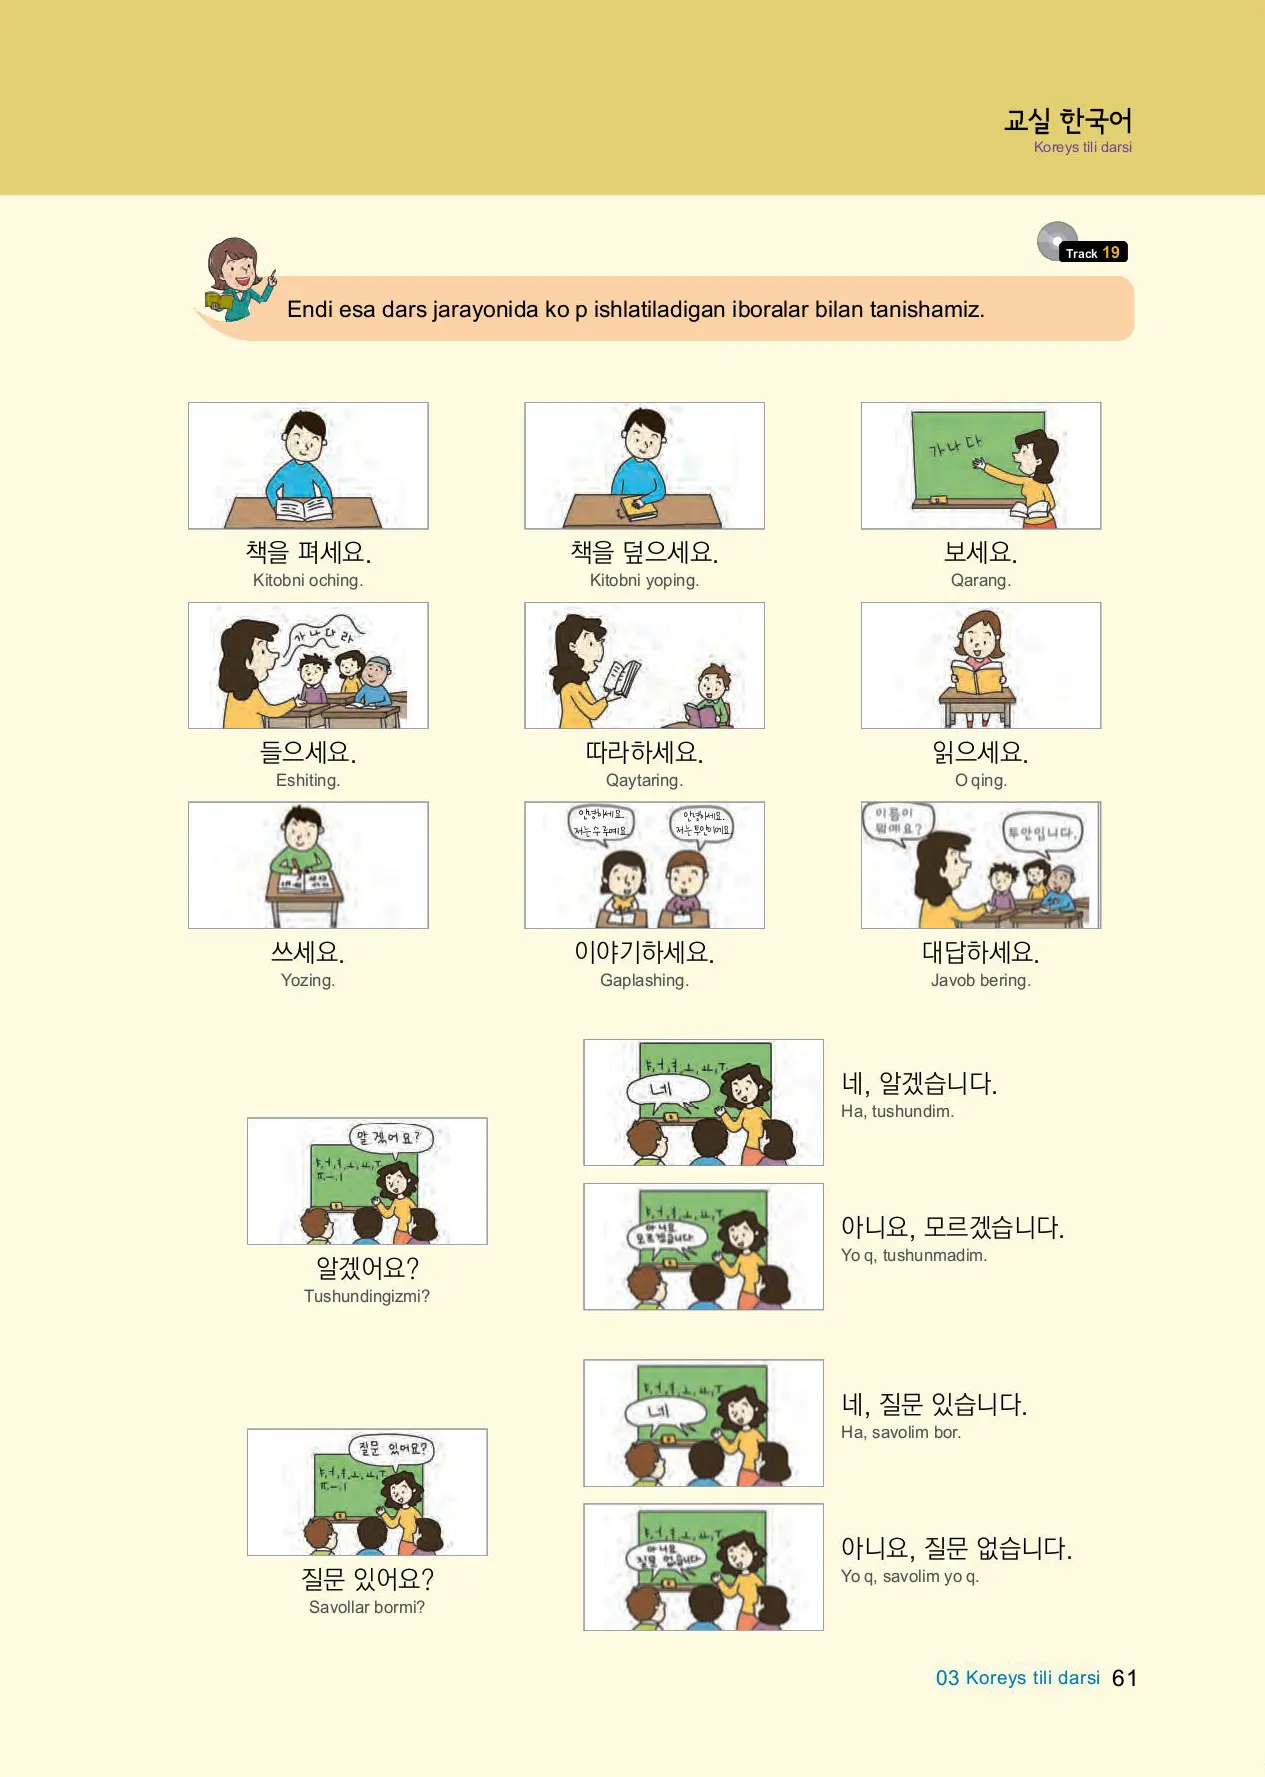 교실 한국어
Koreys tili darsi
Track 19
Endi esa dars jarayonida ko p ishlatiladigan iboralar bilan tanishamiz.
가 나 다
책을 펴세요.
Kitobni oching.
책을 덮으세요.
Kitobni yoping.
보세요.
Qarang.
가 나 다 라
들으세요.
Eshiting.
따라하세요.
Qaytaring.
읽으세요.
O qing.
안녕하세요.
저는 수루예요.
안녕하세요.
저는 투안이에요.
이름이
뭐예요?
투안입니다.
쓰세요.
Yozing.
이야기하세요.
Gaplashing.
대답하세요.
Javob bering.
네
네, 알겠습니다.
Ha, tushundim.
알겠어요?
알겠어요?
Tushundingizmi?
아니요
모르겠습니다
아니요, 모르겠습니다.
Yo q, tushunmadim.
네
네, 질문 있습니다.
Ha, savolim bor.
질문 있어요?
질문 있어요?
Savollar bormi?
아니요
질문 없습니다
아니요, 질문 없습니다.
Yo q, savolim yo q.
03 Koreys tili darsi 61